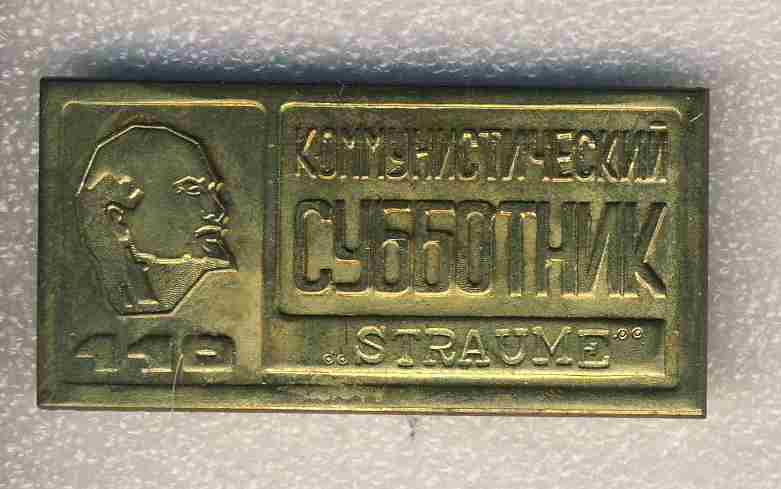 КОММУНИСТИЧЕСКИЙ
СУББОТНИК
„STRAUME”
110